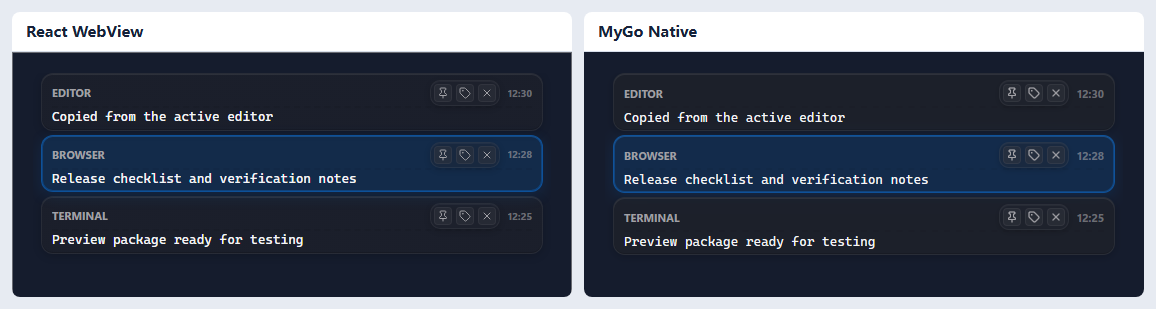 React WebView
EDITOR 12:30
Copied from the active editor
BROWSER 12:28
Release checklist and verification notes
TERMINAL 12:25
Preview package ready for testing
MyGo Native
EDITOR 12:30
Copied from the active editor
BROWSER 12:28
Release checklist and verification notes
TERMINAL 12:25
Preview package ready for testing